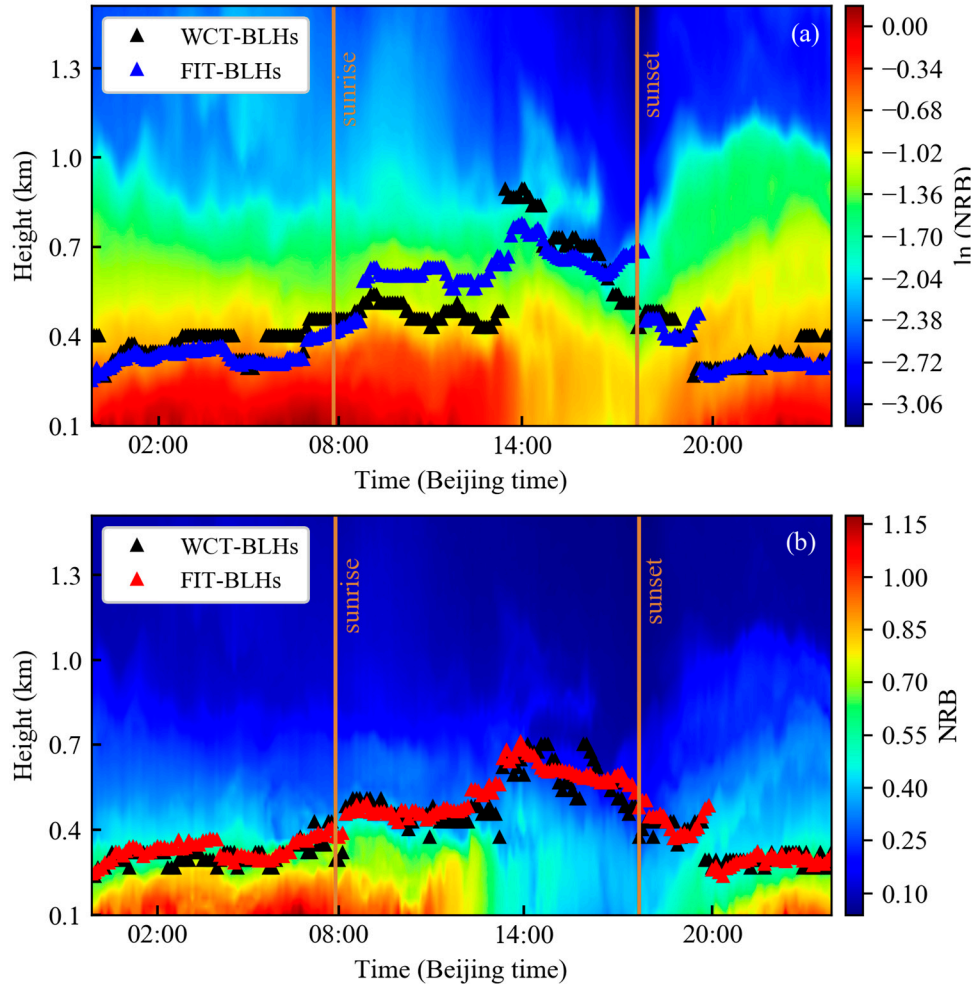 WCT-BLHs
FIT-BLHs
(a)
sunrise
sunset
1.3
1.0
0.7
0.4
0.1
Height (km)
02:00
08:00
14:00
20:00
Time (Beijing time)
0.00
-0.34
-0.68
-1.02
-1.36
-1.70
-2.04
-2.38
-2.72
-3.06
ln (NRB)
WCT-BLHs
FIT-BLHs
(b)
sunrise
sunset
1.3
1.0
0.7
0.4
0.1
Height (km)
02:00
08:00
14:00
20:00
Time (Beijing time)
1.15
1.00
0.85
0.70
0.55
0.40
0.25
0.10
NRB